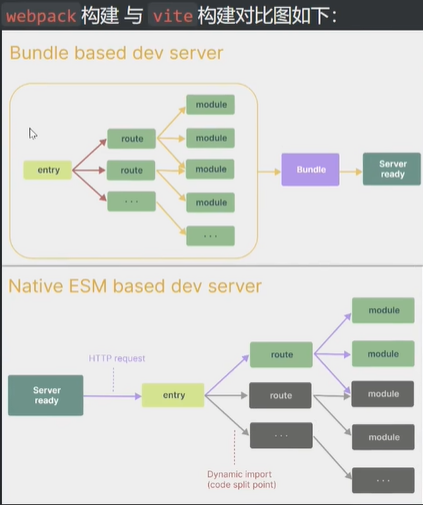 webpack 构建 与 vite 构建对比图如下：
Bundle based dev server
entry
route
route
· · ·
module
module
module
module
· · ·
Bundle
Server
ready
Native ESM based dev server
Server
ready
HTTP request
entry
route
route
· · ·
module
module
module
module
· · ·
Dynamic import
(code split point)